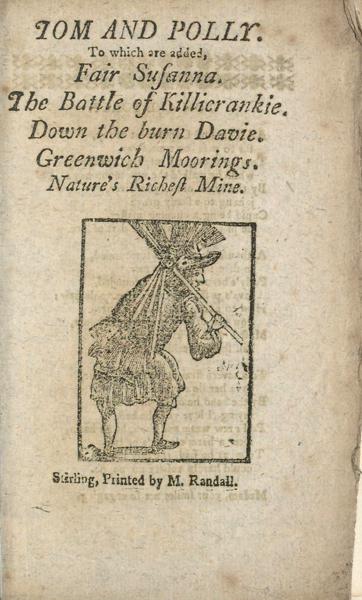 TOM AND POLLY.
To which are added,
Fair Suſanna.
The Battle of Killicrankie.
Down the burn Davie.
Greenwich Moorings.
Nature's Richeſt Mine.
Stirling, Printed by M. Randall.